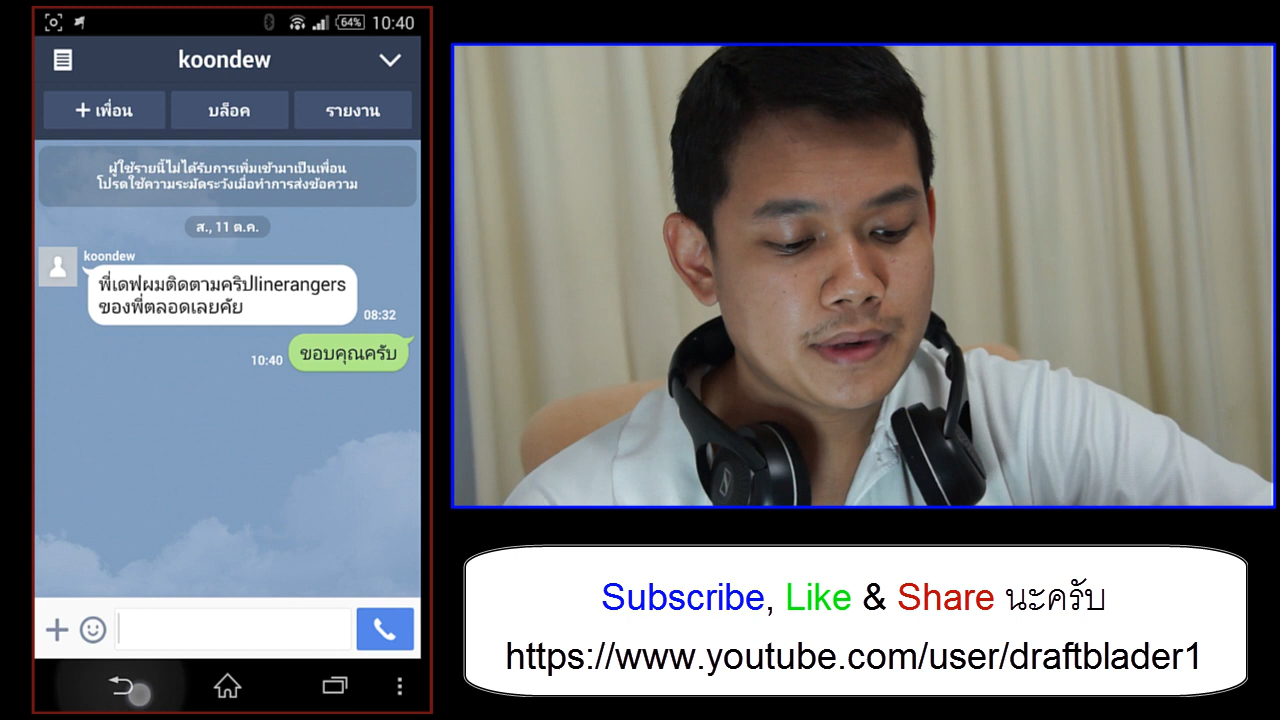 64% 10:40
koondew
+ เพื่อน บล็อค รายงาน
ผู้ใช้รายนี้ไม่ได้รับการเพิ่มเข้ามาเป็นเพื่อน
โปรดใช้ความระมัดระวังเมื่อทำการส่งข้อความ
ส., 11 ต.ค.
koondew
พี่เดฟผมติดตามคริปlinerangers
ของพี่ตลอดเลยคัย
08:32
ขอบคุณครับ
10:40
Subscribe, Like & Share นะครับ
https://www.youtube.com/user/draftblader1